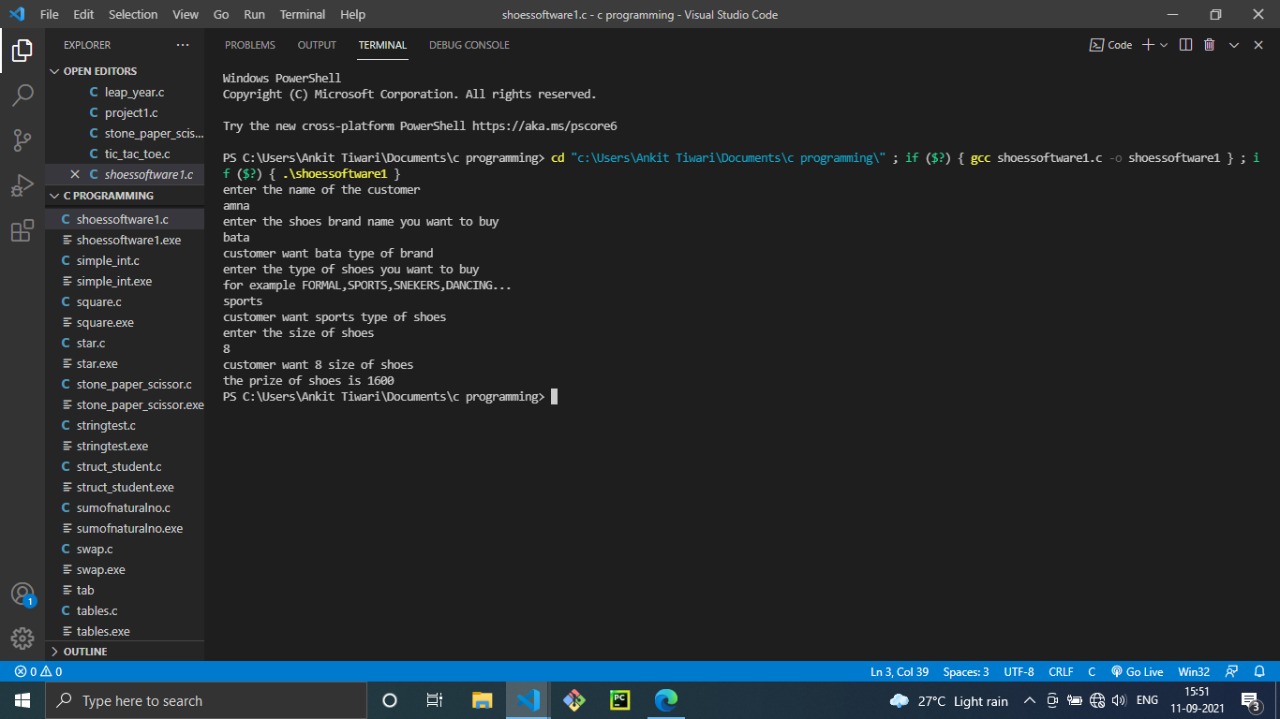 File Edit Selection View Go Run Terminal Help shoessoftware1.c - c programming - Visual Studio Code
EXPLORER ...
OPEN EDITORS
C leap_year.c
C project1.c
C stone_paper_scis...
C tic_tac_toe.c
C shoessoftware1.c
C PROGRAMMING
C shoessoftware1.c
shoessoftware1.exe
C simple_int.c
simple_int.exe
C square.c
square.exe
C star.c
star.exe
C stone_paper_scissor.c
stone_paper_scissor.exe
C stringtest.c
stringtest.exe
C struct_student.c
struct_student.exe
C sumofnaturalno.c
sumofnaturalno.exe
C swap.c
swap.exe
tab
C tables.c
tables.exe
OUTLINE
PROBLEMS OUTPUT TERMINAL DEBUG CONSOLE Code
Windows PowerShell
Copyright (C) Microsoft Corporation. All rights reserved.
Try the new cross-platform PowerShell https://aka.ms/pscore6
PS C:\Users\Ankit Tiwari\Documents\c programming> cd "c:\Users\Ankit Tiwari\Documents\c programming\" ; if ($?) { gcc shoessoftware1.c -o shoessoftware1 } ; i
f ($?) { .\shoessoftware1 }
enter the name of the customer
amna
enter the shoes brand name you want to buy
bata
customer want bata type of brand
enter the type of shoes you want to buy
for example FORMAL,SPORTS,SNEKERS,DANCING...
sports
customer want sports type of shoes
enter the size of shoes
8
customer want 8 size of shoes
the prize of shoes is 1600
PS C:\Users\Ankit Tiwari\Documents\c programming>
1
0 0 Ln 3, Col 39 Spaces: 3 UTF-8 CRLF C Go Live Win32
Type here to search PC 27°C Light rain ENG 15:51
11-09-2021 3